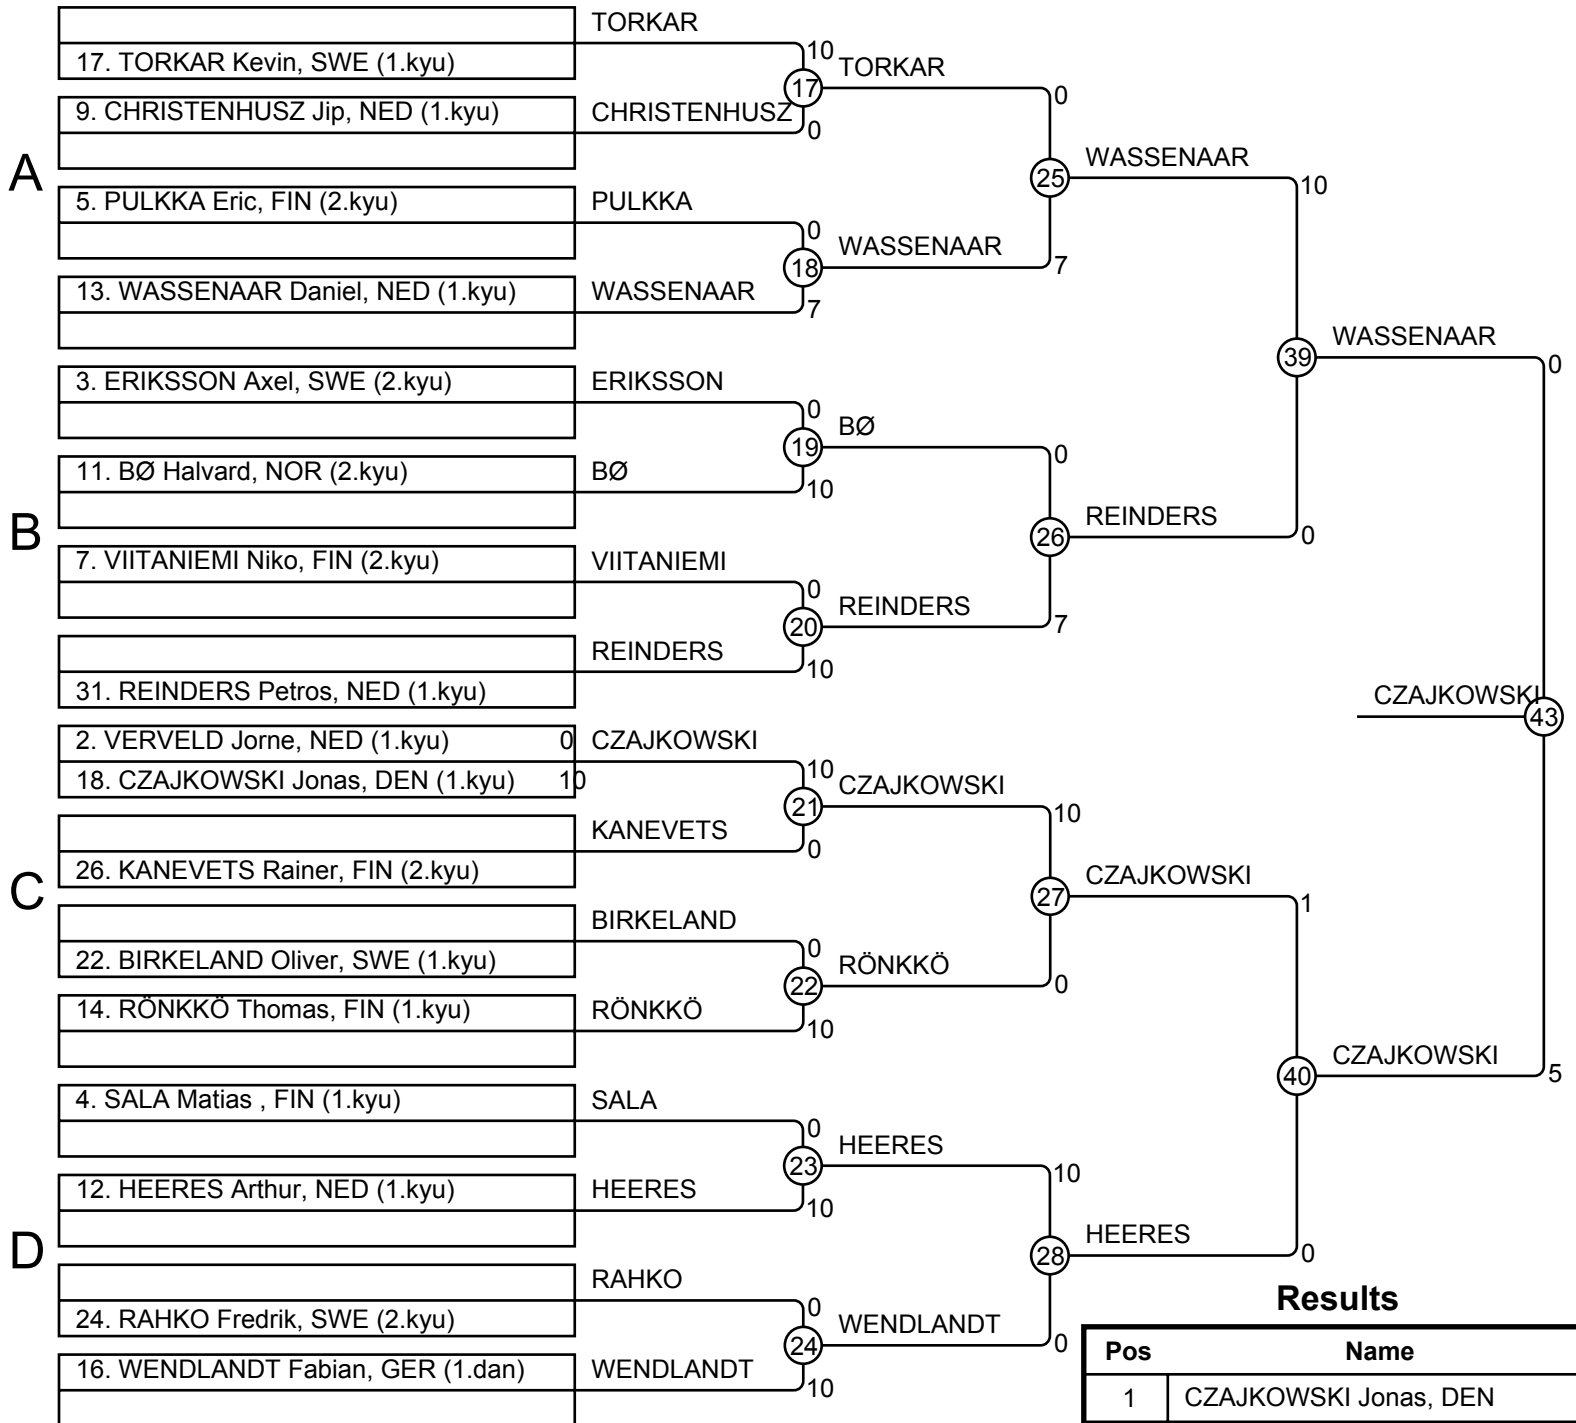 TORKAR
17. TORKAR Kevin, SWE (1.kyu)
10
17
TORKAR
0
9. CHRISTENHUSZ Jip, NED (1.kyu)
CHRISTENHUSZ
0
A
25
WASSENAAR
10
5. PULKKA Eric, FIN (2.kyu)
PULKKA
0
18
WASSENAAR
7
13. WASSENAAR Daniel, NED (1.kyu)
WASSENAAR
7
39
WASSENAAR
0
3. ERIKSSON Axel, SWE (2.kyu)
ERIKSSON
0
19
BØ
0
11. BØ Halvard, NOR (2.kyu)
BØ
10
B
26
REINDERS
0
7. VIITANIEMI Niko, FIN (2.kyu)
VIITANIEMI
0
20
REINDERS
7
REINDERS
10
31. REINDERS Petros, NED (1.kyu)
CZAJKOWSKI
43
2. VERVELD Jorne, NED (1.kyu) 0
CZAJKOWSKI
18. CZAJKOWSKI Jonas, DEN (1.kyu) 10
10
21
CZAJKOWSKI
10
KANEVETS
0
26. KANEVETS Rainer, FIN (2.kyu)
C
27
CZAJKOWSKI
1
BIRKELAND
0
22. BIRKELAND Oliver, SWE (1.kyu)
22
RÖNKKÖ
0
14. RÖNKKÖ Thomas, FIN (1.kyu)
RÖNKKÖ
10
40
CZAJKOWSKI
5
4. SALA Matias , FIN (1.kyu)
SALA
0
23
HEERES
10
12. HEERES Arthur, NED (1.kyu)
HEERES
10
D
28
HEERES
0
RAHKO
0
24. RAHKO Fredrik, SWE (2.kyu)
24
WENDLANDT
0
16. WENDLANDT Fabian, GER (1.dan)
WENDLANDT
10
Results
Pos Name
1 CZAJKOWSKI Jonas, DEN